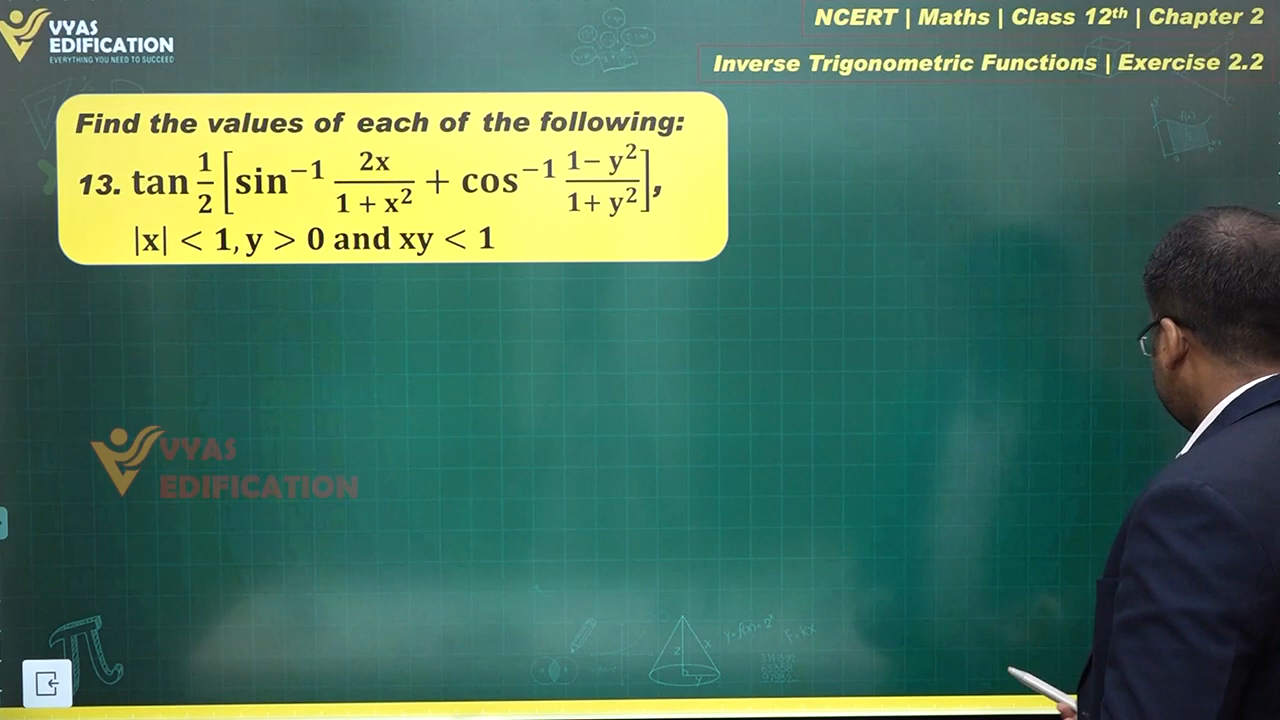 VYAS
EDIFICATION
EVERYTHING YOU NEED TO SUCCEED
NCERT | Maths | Class 12th | Chapter 2
Inverse Trigonometric Functions | Exercise 2.2
Find the values of each of the following:
13. tan 1/2 [sin⁻¹ 2x/(1 + x²) + cos⁻¹ (1− y²)/(1+ y²)],
|x| < 1, y > 0 and xy < 1
VYAS
EDIFICATION